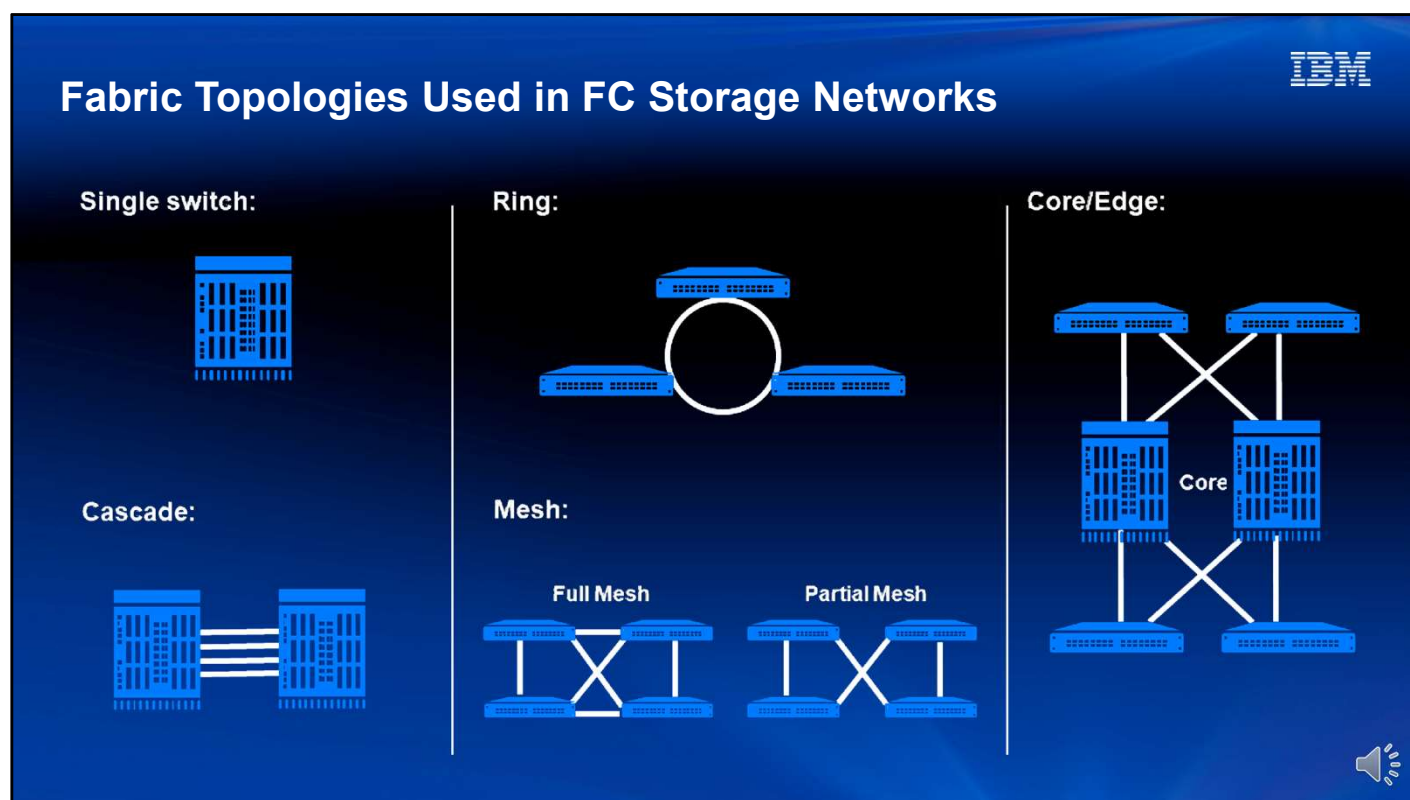 IBM
Fabric Topologies Used in FC Storage Networks
Single switch:
Cascade:
Ring:
Mesh:
Full Mesh
Partial Mesh
Core/Edge:
Core